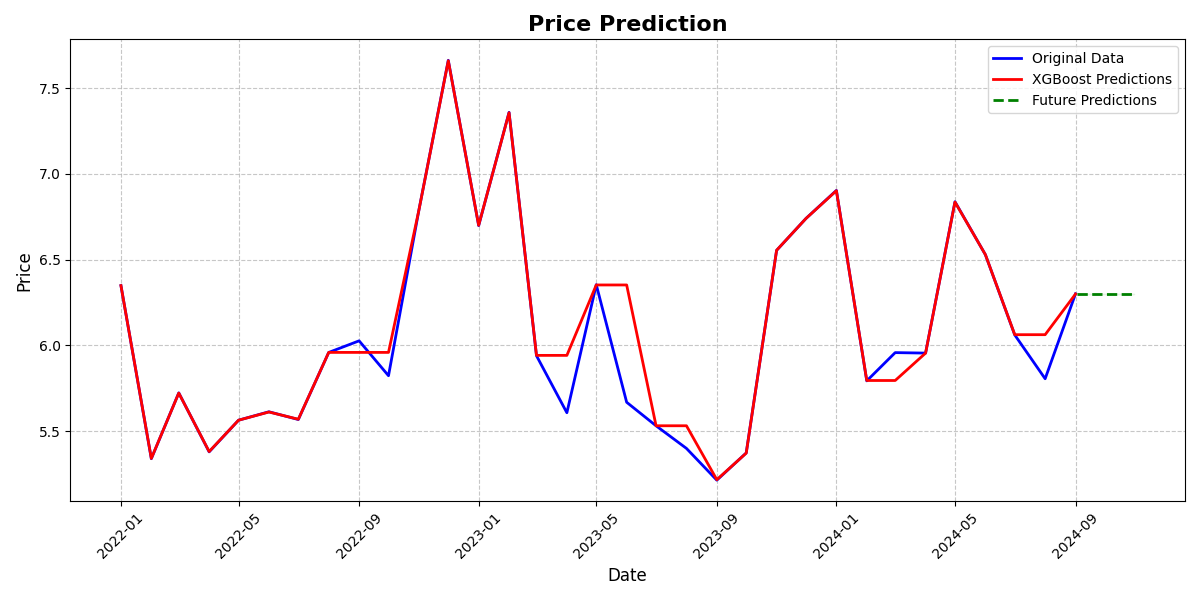 Price Prediction
Original Data
XGBoost Predictions
Future Predictions
Price
7.5
7.0
6.5
6.0
5.5
2022-01
2022-05
2022-09
2023-01
2023-05
2023-09
2024-01
2024-05
2024-09
Date